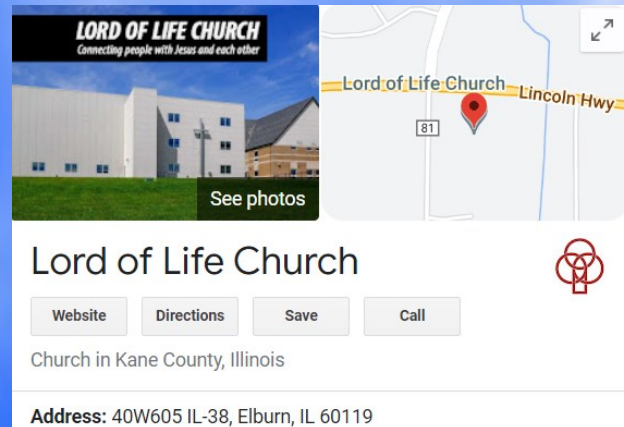 LORD OF LIFE CHURCH
Connecting people with Jesus and each other
See photos
Lord of Life Church
Lincoln Hwy
81
Lord of Life Church
Website
Directions
Save
Call
Church in Kane County, Illinois
Address: 40W605 IL-38, Elburn, IL 60119